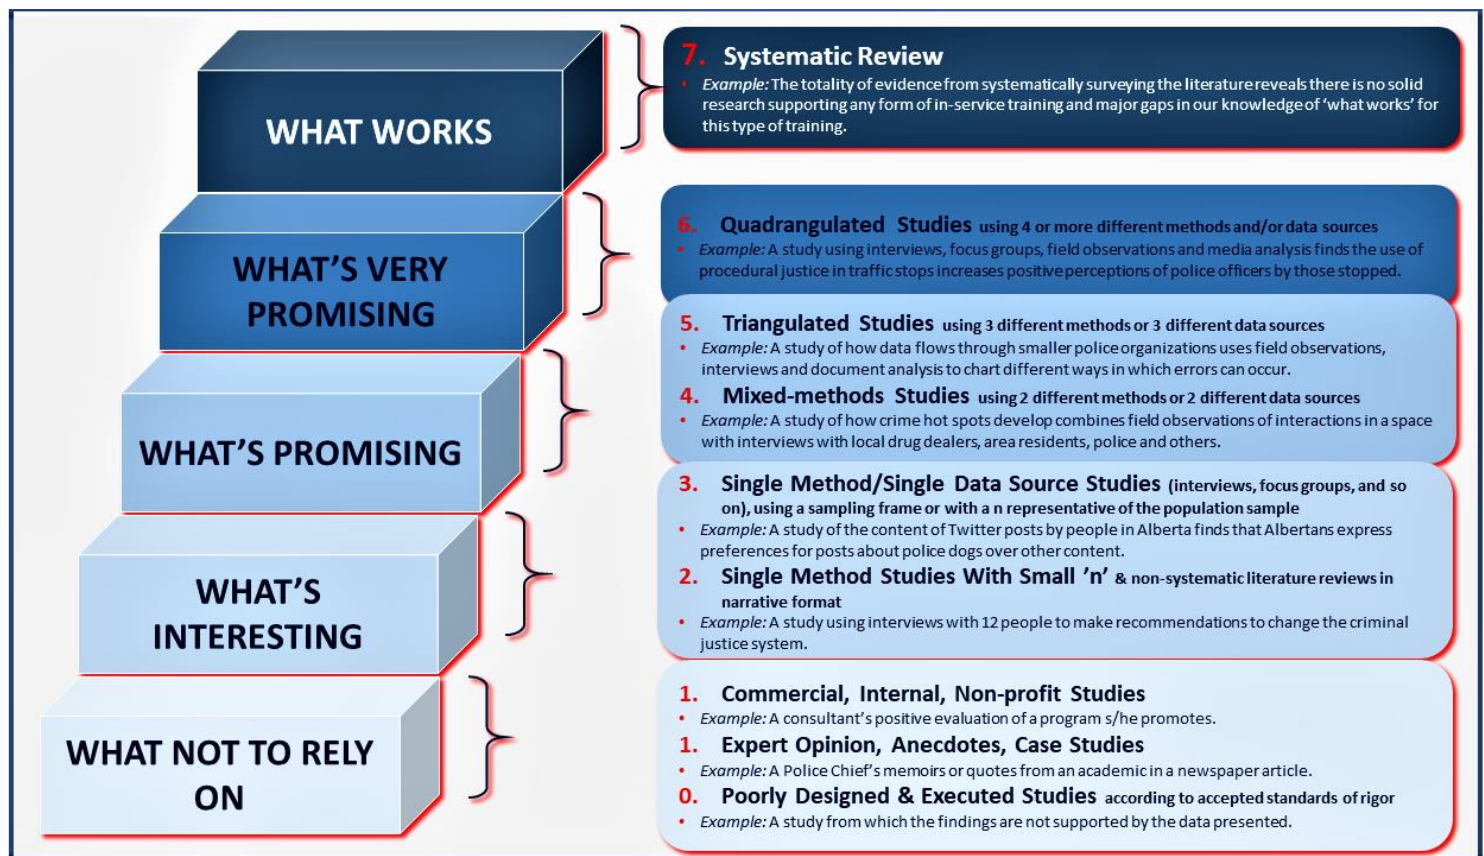 WHAT WORKS
7. Systematic Review
• Example: The totality of evidence from systematically surveying the literature reveals there is no solid
research supporting any form of in-service training and major gaps in our knowledge of ‘what works’ for
this type of training.
WHAT’S VERY
PROMISING
6. Quadrangulated Studies using 4 or more different methods and/or data sources
• Example: A study using interviews, focus groups, field observations and media analysis finds the use of
procedural justice in traffic stops increases positive perceptions of police officers by those stopped.
WHAT’S PROMISING
5. Triangulated Studies using 3 different methods or 3 different data sources
• Example: A study of how data flows through smaller police organizations uses field observations,
interviews and document analysis to chart different ways in which errors can occur.
4. Mixed-methods Studies using 2 different methods or 2 different data sources
• Example: A study of how crime hot spots develop combines field observations of interactions in a space
with interviews with local drug dealers, area residents, police and others.
WHAT’S
INTERESTING
3. Single Method/Single Data Source Studies (interviews, focus groups, and so
on), using a sampling frame or with a n representative of the population sample
• Example: A study of the content of Twitter posts by people in Alberta finds that Albertans express
preferences for posts about police dogs over other content.
2. Single Method Studies With Small ’n’ & non-systematic literature reviews in
narrative format
• Example: A study using interviews with 12 people to make recommendations to change the criminal
justice system.
WHAT NOT TO RELY
ON
1. Commercial, Internal, Non-profit Studies
• Example: A consultant’s positive evaluation of a program s/he promotes.
1. Expert Opinion, Anecdotes, Case Studies
• Example: A Police Chief’s memoirs or quotes from an academic in a newspaper article.
0. Poorly Designed & Executed Studies according to accepted standards of rigor
• Example: A study from which the findings are not supported by the data presented.